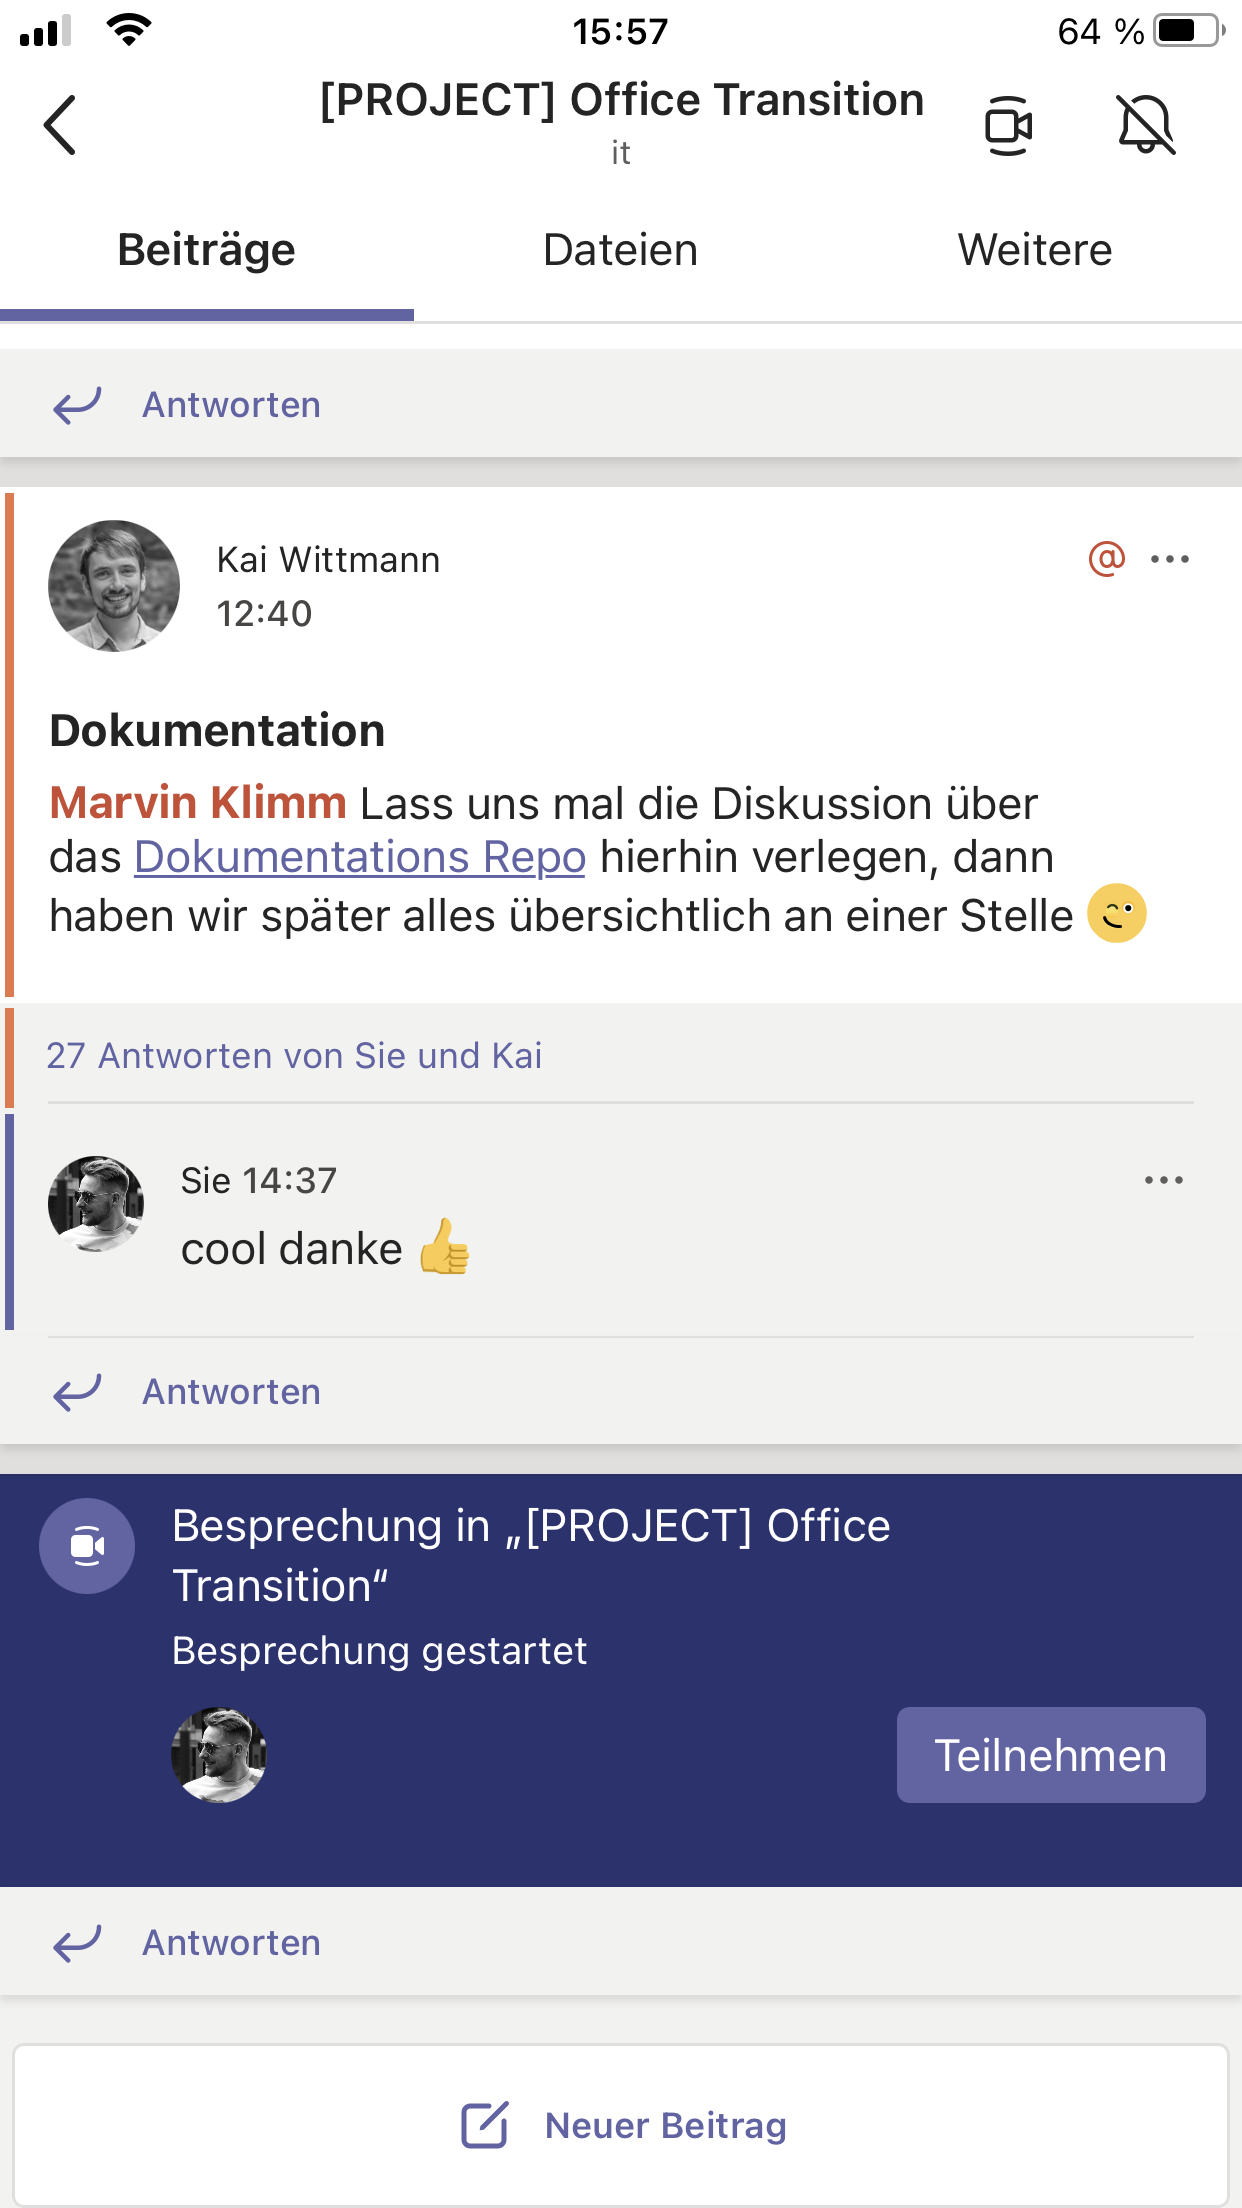 15:57
64 %
[PROJECT] Office Transition
it
Beiträge
Dateien
Weitere
Antworten
Kai Wittmann
12:40
@
Dokumentation
Marvin Klimm Lass uns mal die Diskussion über
das Dokumentations Repo hierhin verlegen, dann
haben wir später alles übersichtlich an einer Stelle 😉
27 Antworten von Sie und Kai
Sie 14:37
cool danke 👍
Antworten
Besprechung in „[PROJECT] Office
Transition“
Besprechung gestartet
Teilnehmen
Antworten
Neuer Beitrag